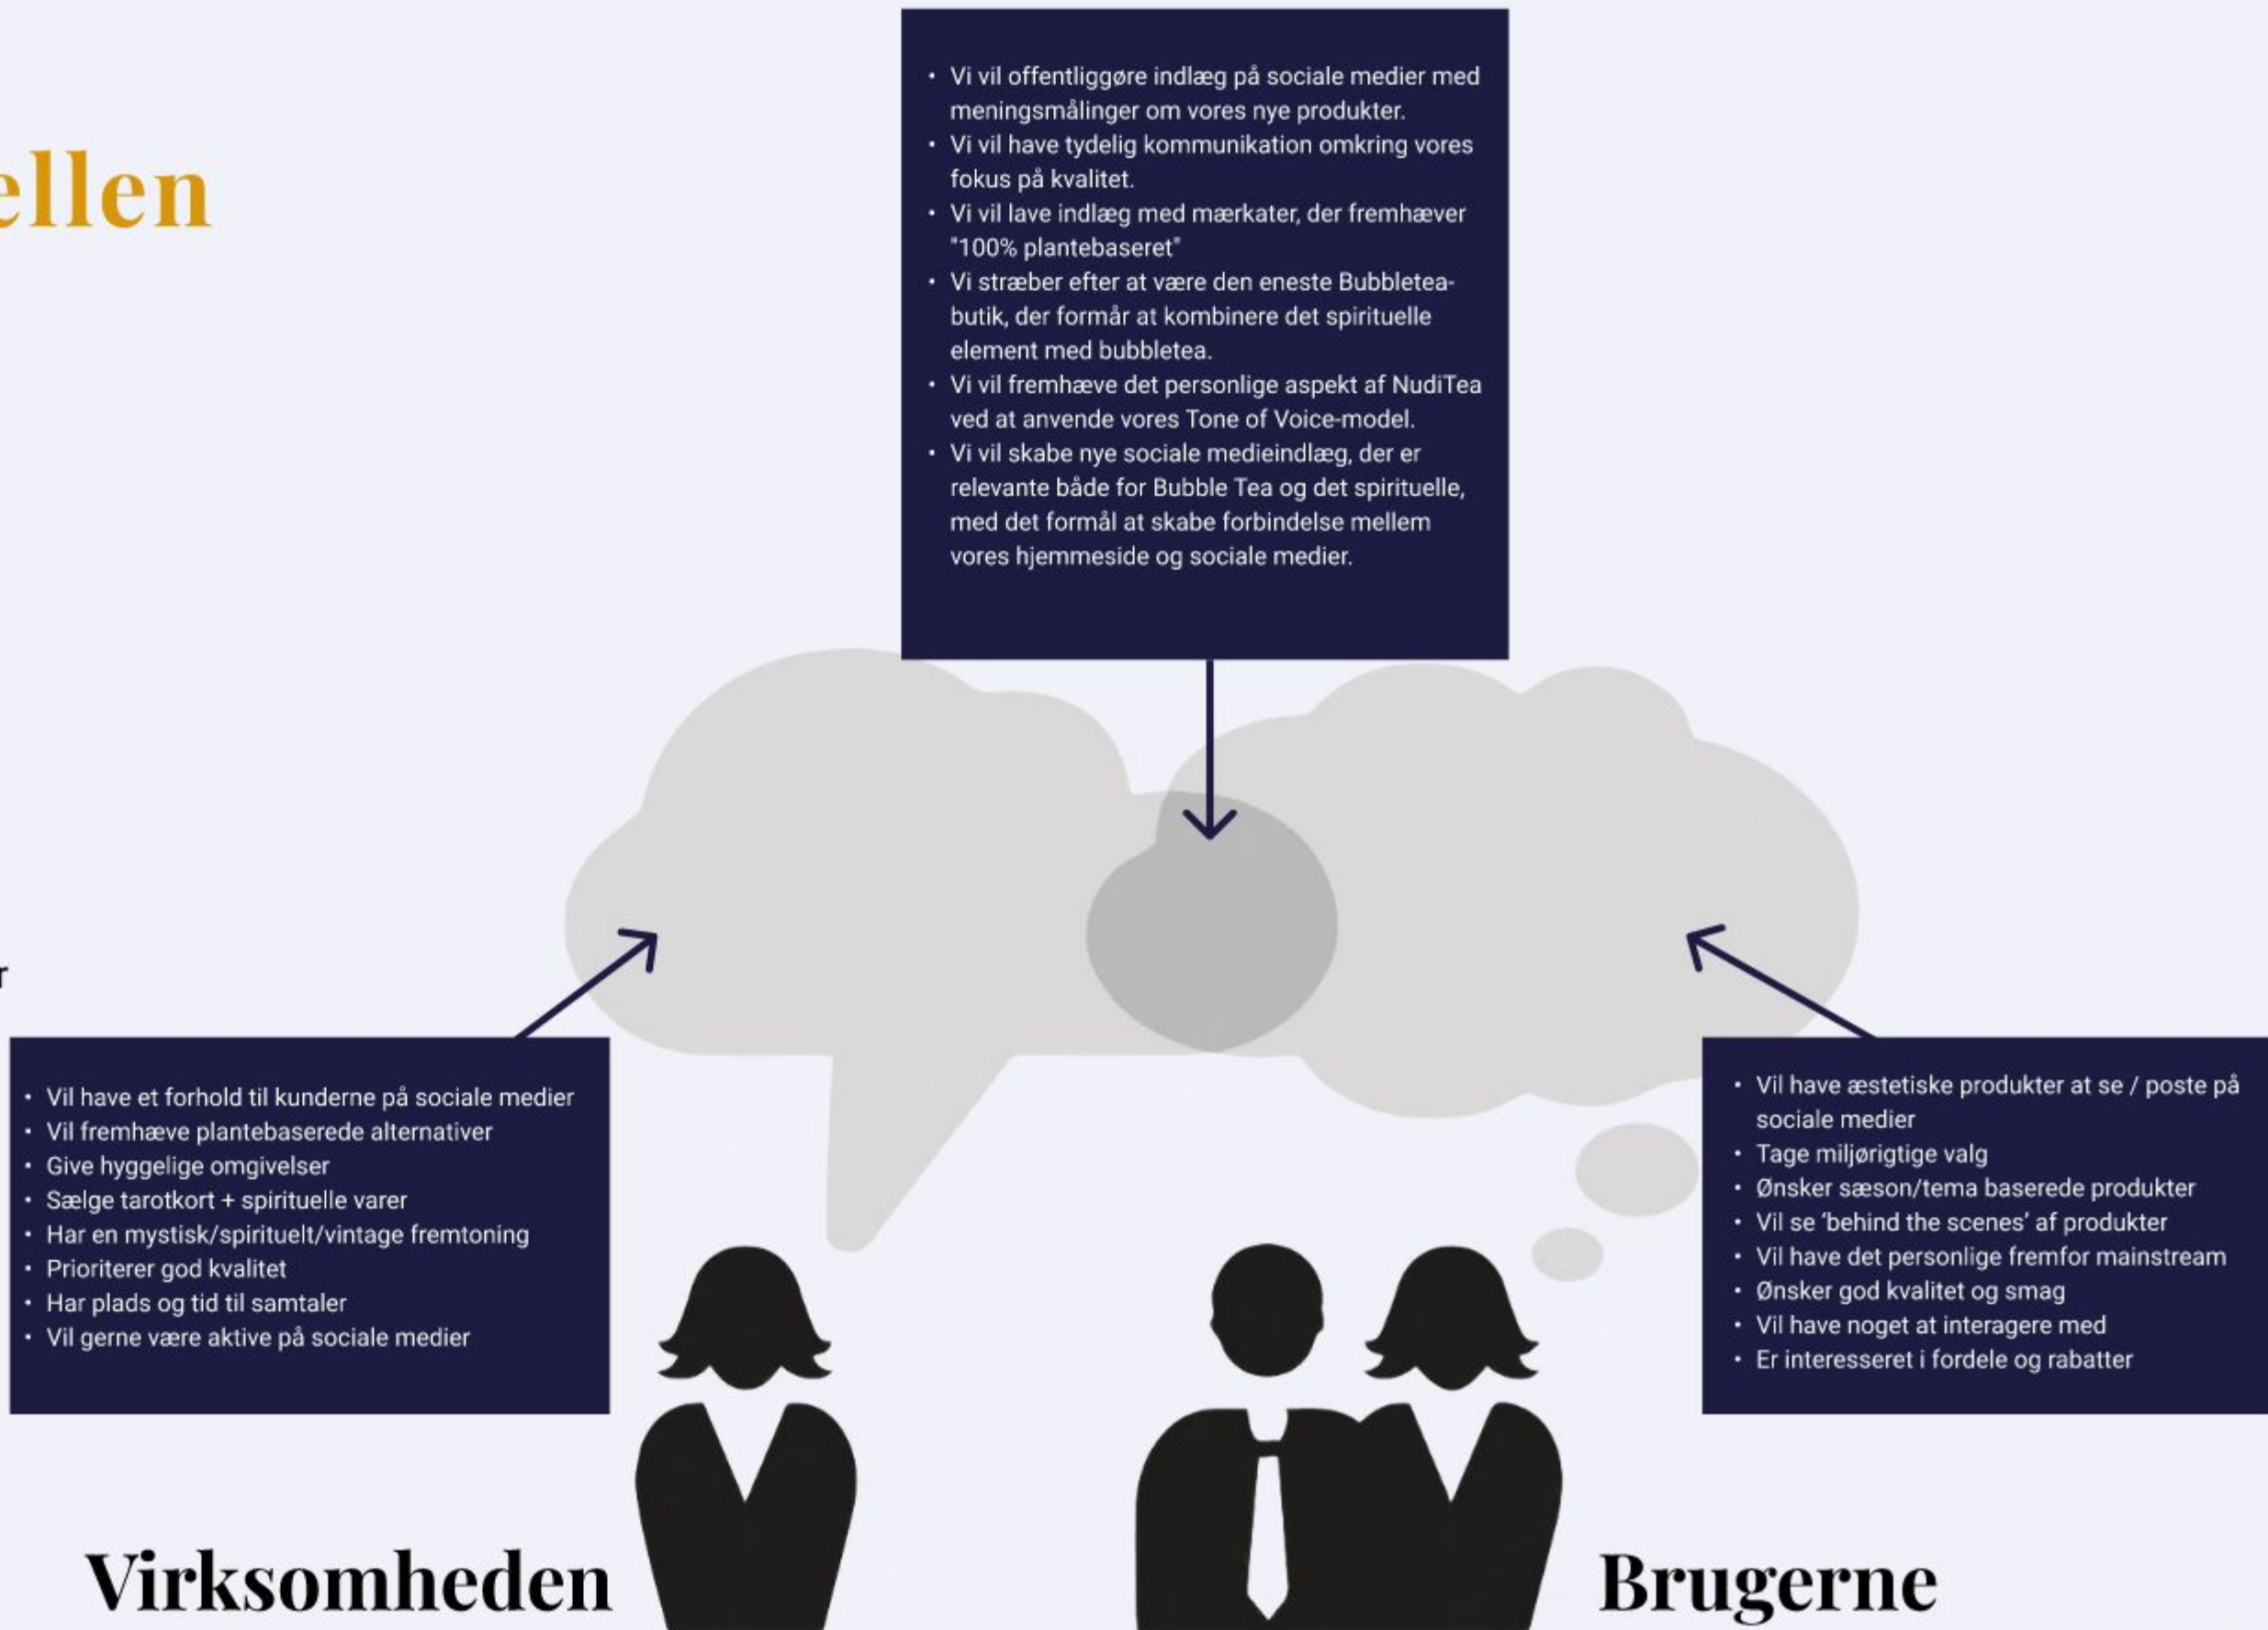 ellen
r
• Vi vil offentliggøre indlæg på sociale medier med
meningsmålinger om vores nye produkter.
• Vi vil have tydelig kommunikation omkring vores
fokus på kvalitet.
• Vi vil lave indlæg med mærkater, der fremhæver
"100% plantebaseret"
• Vi stræber efter at være den eneste Bubbletea-
butik, der formår at kombinere det spirituelle
element med bubbletea.
• Vi vil fremhæve det personlige aspekt af NudiTea
ved at anvende vores Tone of Voice-model.
• Vi vil skabe nye sociale medieindlæg, der er
relevante både for Bubble Tea og det spirituelle,
med det formål at skabe forbindelse mellem
vores hjemmeside og sociale medier.
• Vil have et forhold til kunderne på sociale medier
• Vil fremhæve plantebaserede alternativer
• Give hyggelige omgivelser
• Sælge tarotkort + spirituelle varer
• Har en mystisk/spirituelt/vintage fremtoning
• Prioriterer god kvalitet
• Har plads og tid til samtaler
• Vil gerne være aktive på sociale medier
• Vil have æstetiske produkter at se / poste på
sociale medier
• Tage miljørigtige valg
• Ønsker sæson/tema baserede produkter
• Vil se ‘behind the scenes’ af produkter
• Vil have det personlige fremfor mainstream
• Ønsker god kvalitet og smag
• Vil have noget at interagere med
• Er interesseret i fordele og rabatter
Virksomheden
Brugerne